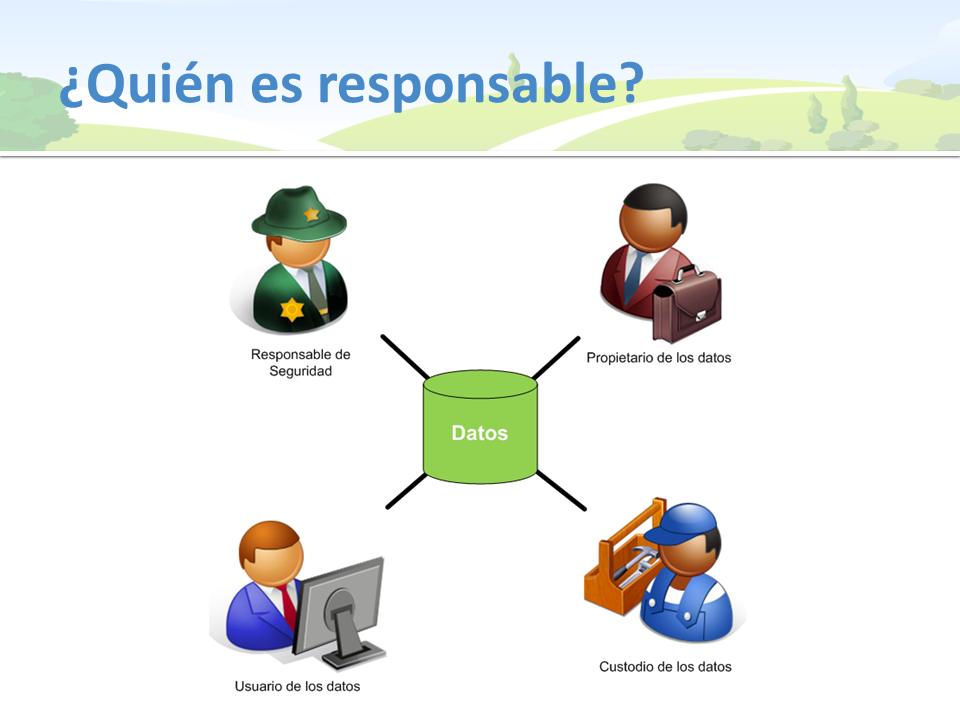 ¿Quién es responsable?
Responsable de
Seguridad
Propietario de los datos
Datos
Usuario de los datos
Custodio de los datos